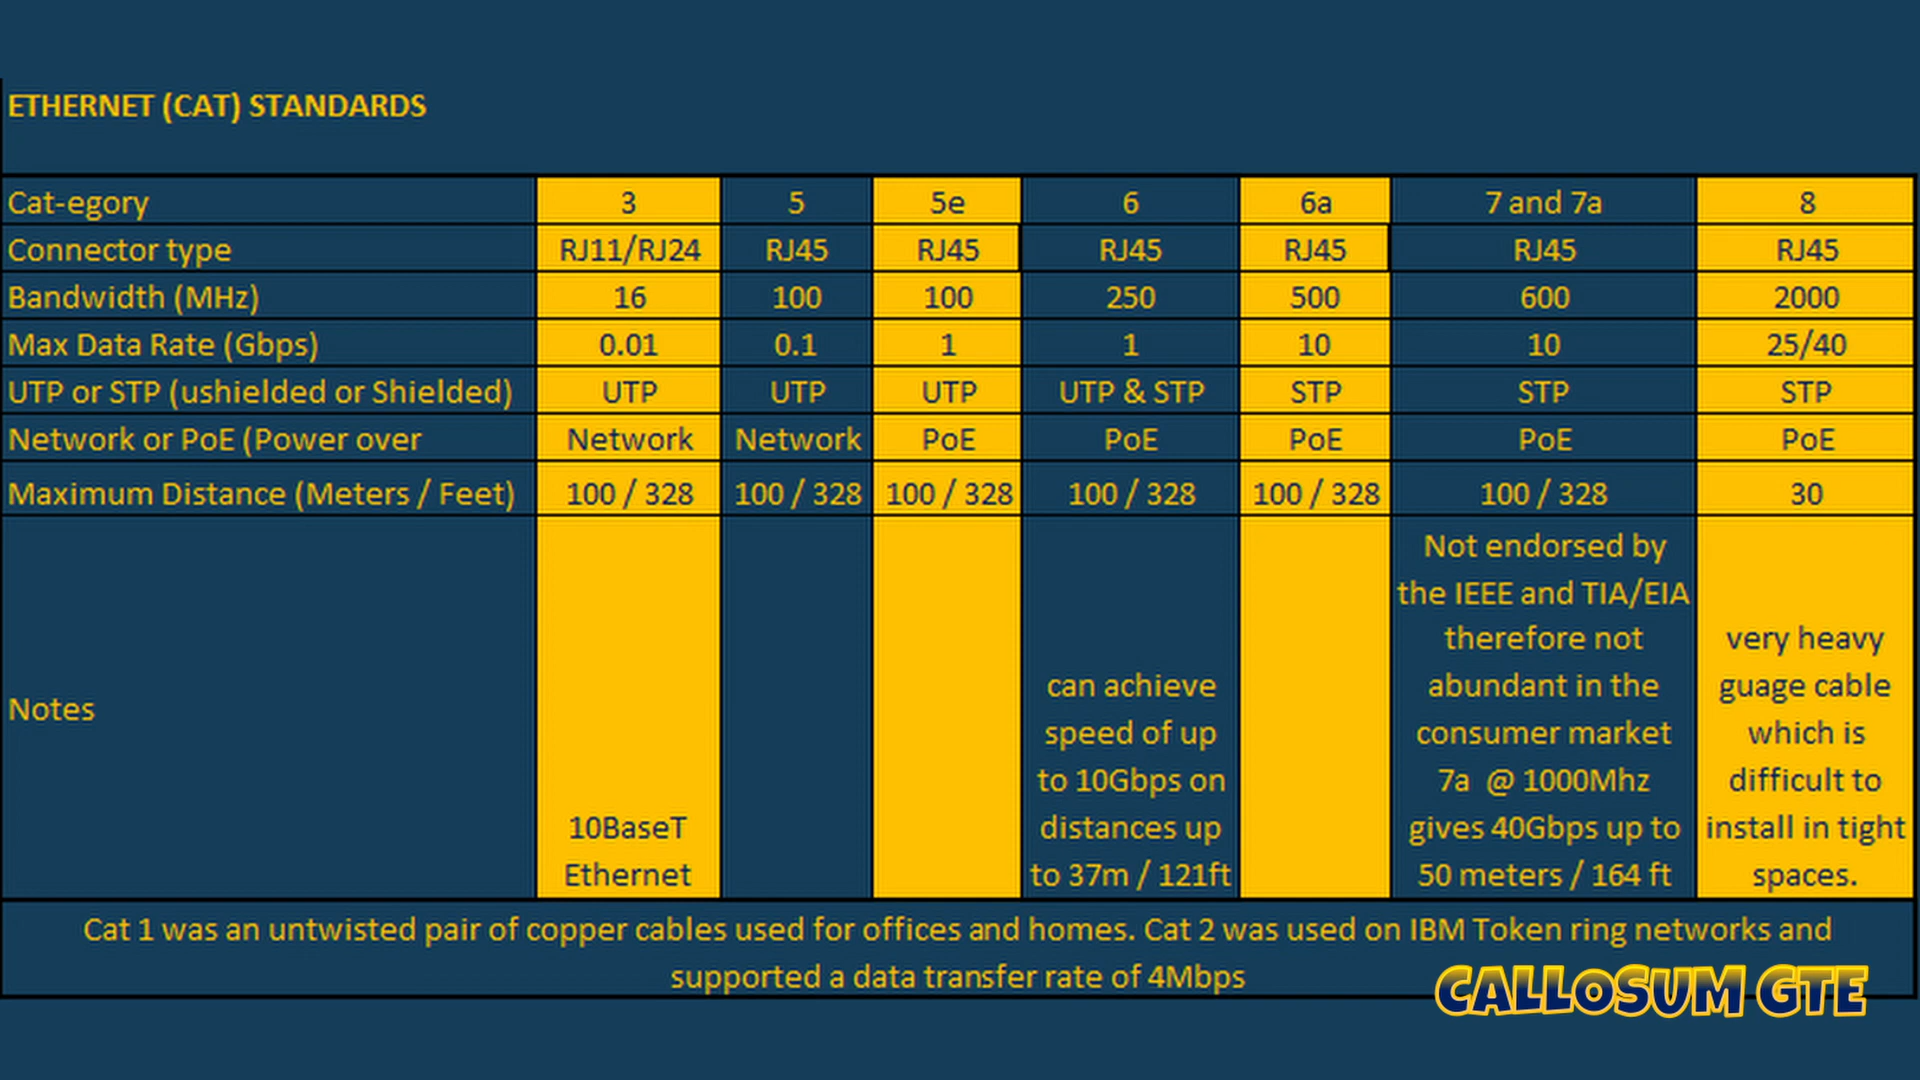 ETHERNET (CAT) STANDARDS
Cat-egory 3 5 5e 6 6a 7 and 7a 8
Connector type RJ11/RJ24 RJ45 RJ45 RJ45 RJ45 RJ45 RJ45
Bandwidth (MHz) 16 100 100 250 500 600 2000
Max Data Rate (Gbps) 0.01 0.1 1 1 10 10 25/40
UTP or STP (ushielded or Shielded) UTP UTP UTP UTP & STP STP STP STP
Network or PoE (Power over Network Network PoE PoE PoE PoE PoE
Maximum Distance (Meters / Feet) 100 / 328 100 / 328 100 / 328 100 / 328 100 / 328 100 / 328 30
Notes
10BaseT
Ethernet
can achieve
speed of up
to 10Gbps on
distances up
to 37m / 121ft
Not endorsed by
the IEEE and TIA/EIA
therefore not
abundant in the
consumer market
7a @ 1000Mhz
gives 40Gbps up to
50 meters / 164 ft
very heavy
guage cable
which is
difficult to
install in tight
spaces.
Cat 1 was an untwisted pair of copper cables used for offices and homes. Cat 2 was used on IBM Token ring networks and
supported a data transfer rate of 4Mbps
CALLOSUM GTE